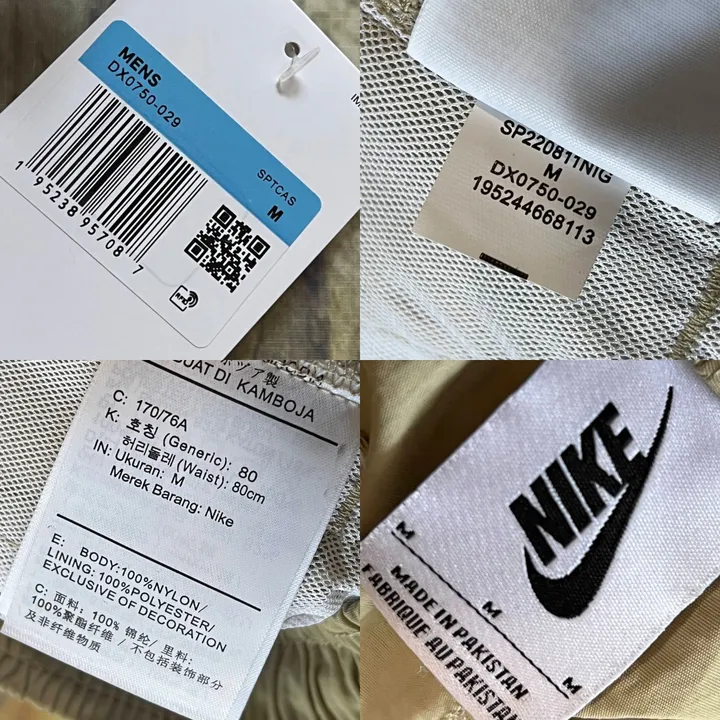 MENS
DX0750-029
SPTCAS
M
1 95238 95708 7
SP220811NIG
M
DX0750-029
195244668113
BUAT DI KAMBOJA
C: 170/76A
K: 호칭 (Generic): 80
허리둘레 (Waist): 80cm
IN: Ukuran: M
Merek Barang: Nike
E: BODY:100%NYLON/
LINING:100%POLYESTER/
EXCLUSIVE OF DECORATION
C: 面料: 100% 锦纶/ 里料:
100%聚酯纤维 / 不包括装饰部分
及非纤维物质
NIKE
M
M
M
MADE IN PAKISTAN
FABRIQUE AU PAKISTAN